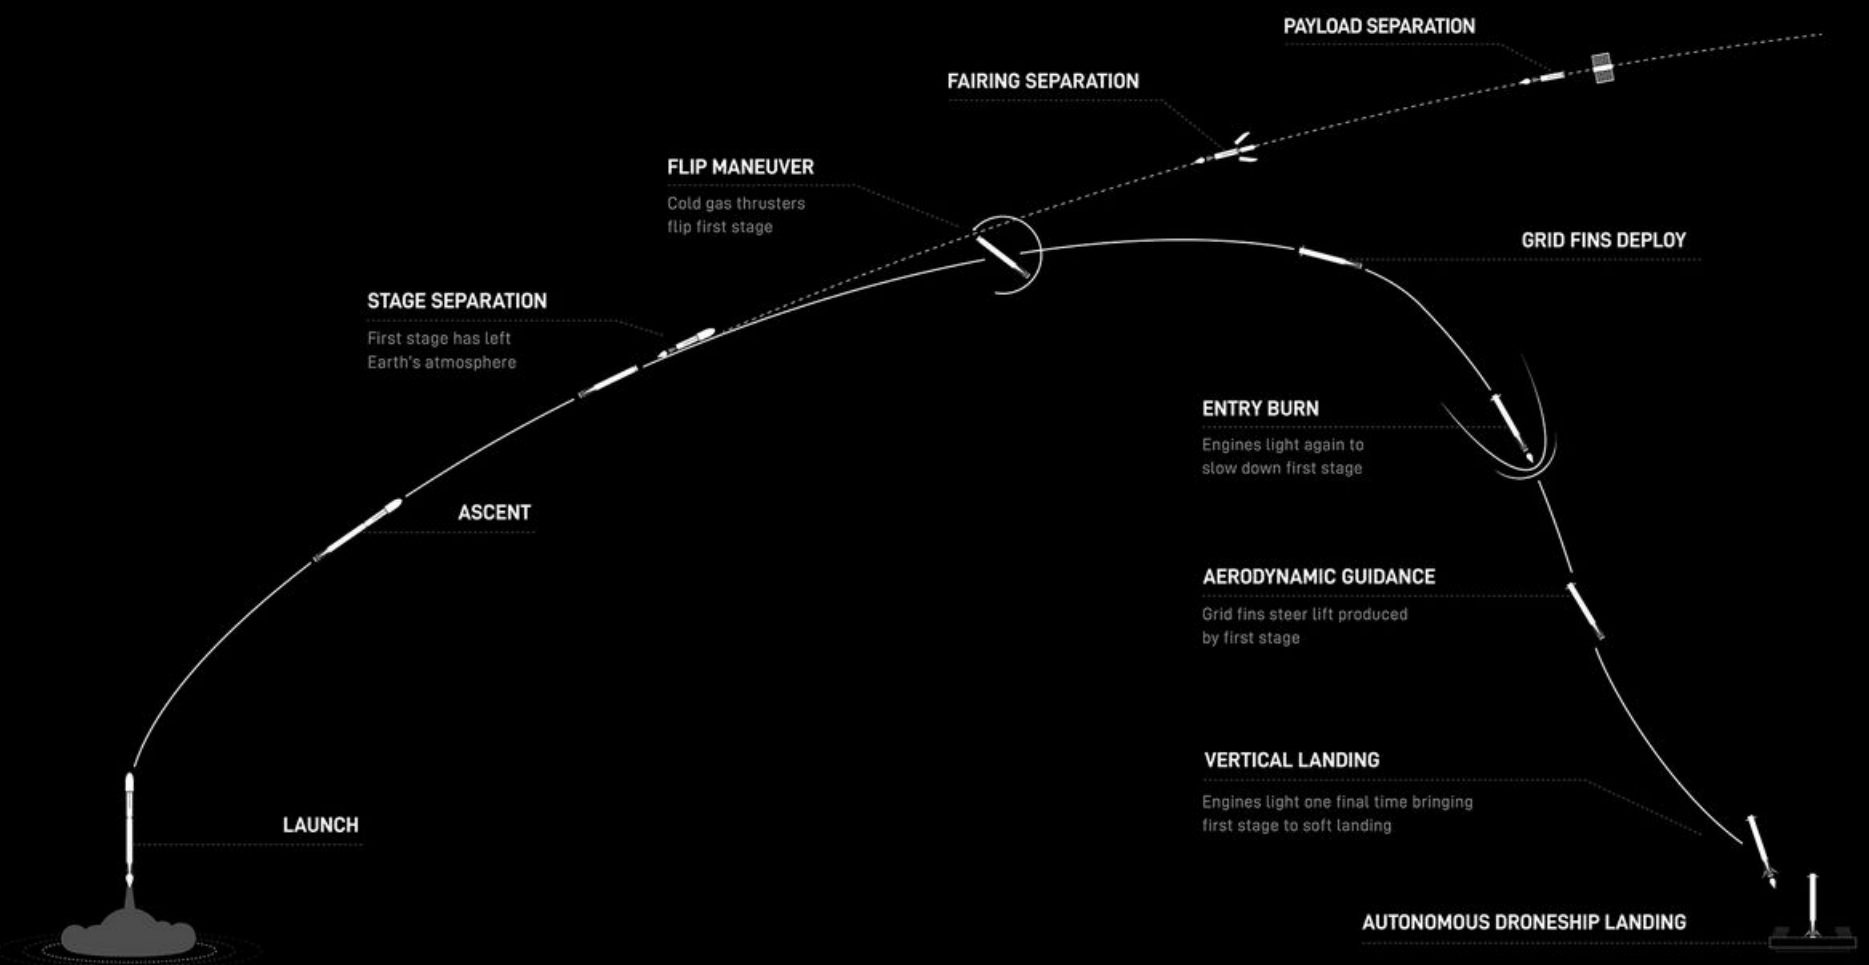 PAYLOAD SEPARATION
FAIRING SEPARATION
FLIP MANEUVER
Cold gas thrusters
flip first stage
GRID FINS DEPLOY
STAGE SEPARATION
First stage has left
Earth's atmosphere
ENTRY BURN
Engines light again to
slow down first stage
ASCENT
AERODYNAMIC GUIDANCE
Grid fins steer lift produced
by first stage
VERTICAL LANDING
Engines light one final time bringing
first stage to soft landing
LAUNCH
AUTONOMOUS DRONESHIP LANDING